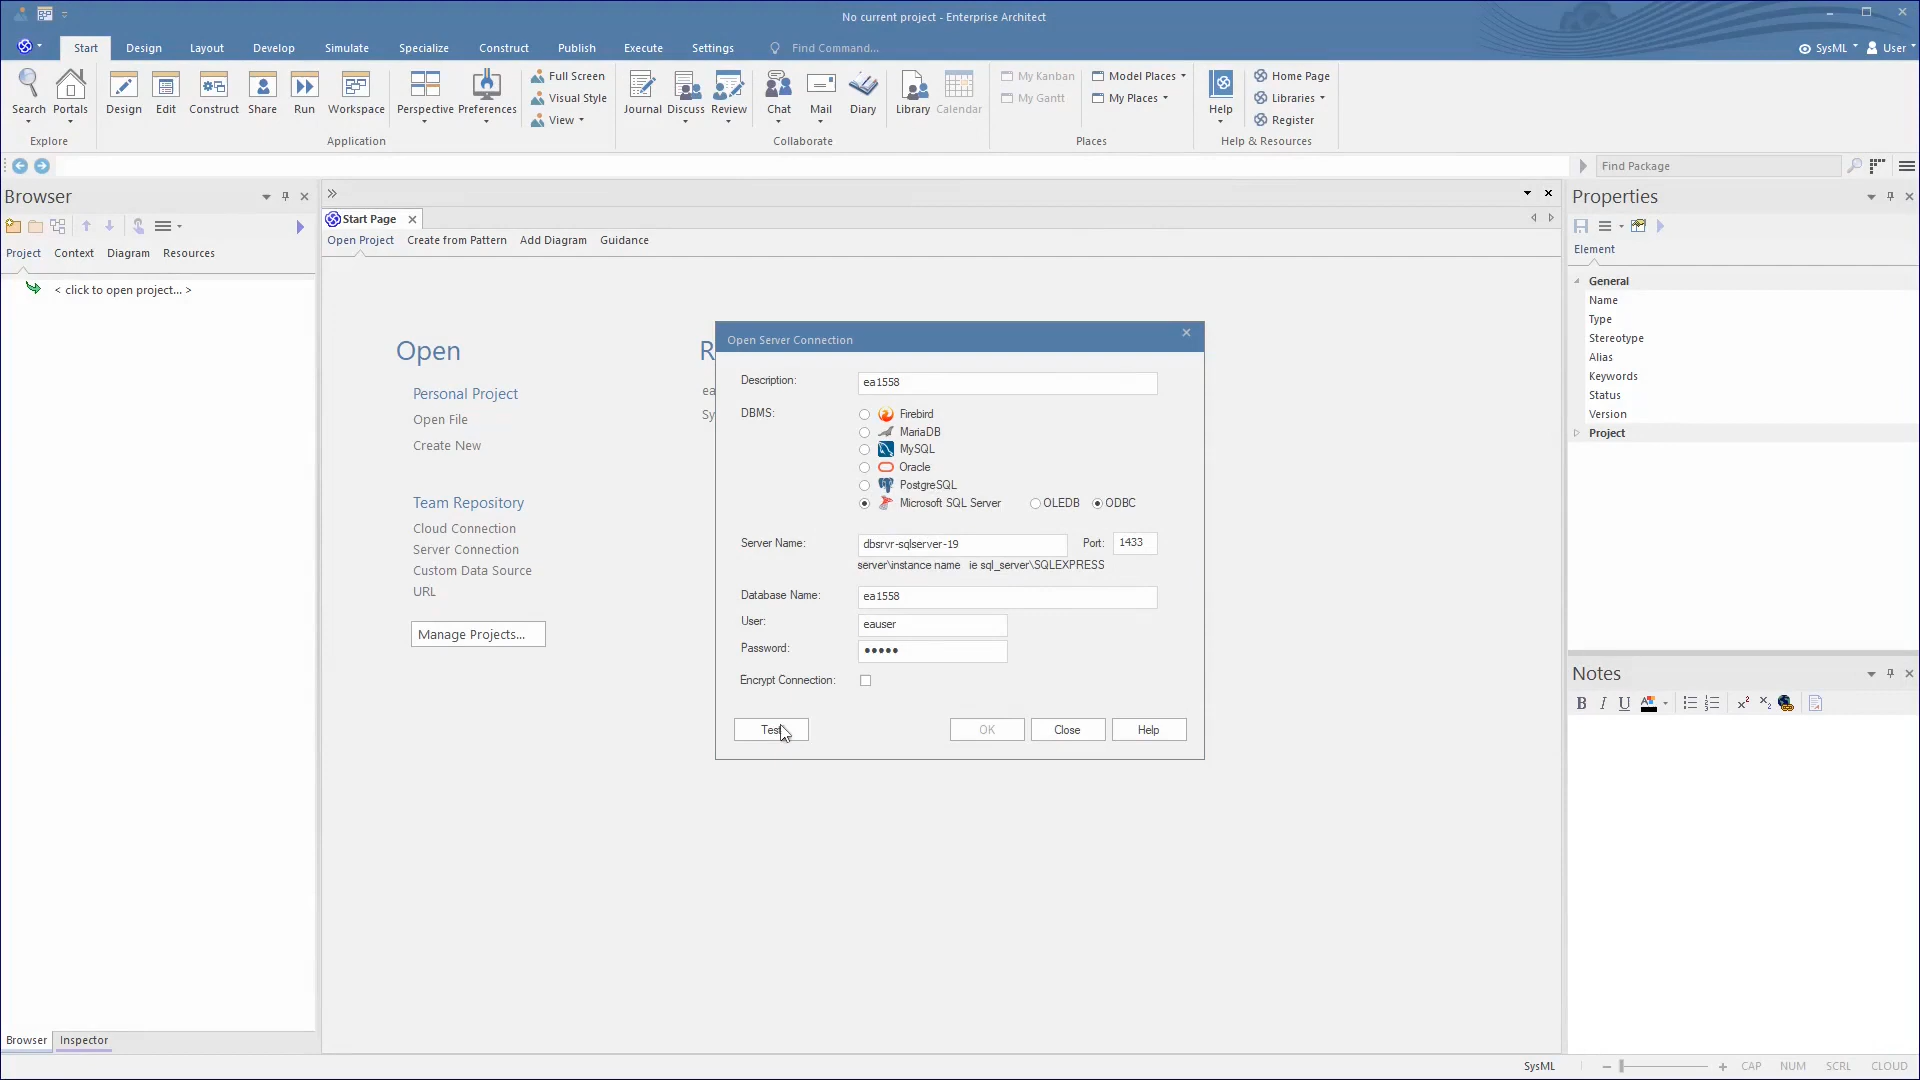 No current project - Enterprise Architect
Start Design Layout Develop Simulate Specialize Construct Publish Execute Settings Find Command... SysML User
Search Portals Design Edit Construct Share Run Workspace Perspective Preferences
Full Screen
Visual Style
View
Journal Discuss Review Chat Mail Diary Library Calendar
My Kanban
My Gantt
Model Places
My Places
Help
Home Page
Libraries
Register
Explore Application Collaborate Places Help & Resources
Find Package
Browser
Project Context Diagram Resources
< click to open project... >
Start Page
Open Project Create from Pattern Add Diagram Guidance
Open
Personal Project
Open File
Create New
Team Repository
Cloud Connection
Server Connection
Custom Data Source
URL
Manage Projects...
R
ea
Sy
Open Server Connection
Description: ea1558
DBMS: Firebird
MariaDB
MySQL
Oracle
PostgreSQL
Microsoft SQL Server OLEDB ODBC
Server Name: dbsrvr-sqlserver-19 Port: 1433
server\instance name ie sql_server\SQLEXPRESS
Database Name: ea1558
User: eauser
Password: •••••
Encrypt Connection:
Test OK Close Help
Properties
Element
General
Name
Type
Stereotype
Alias
Keywords
Status
Version
Project
Notes
B I U A x² x₂
Browser Inspector
SysML CAP NUM SCRL CLOUD